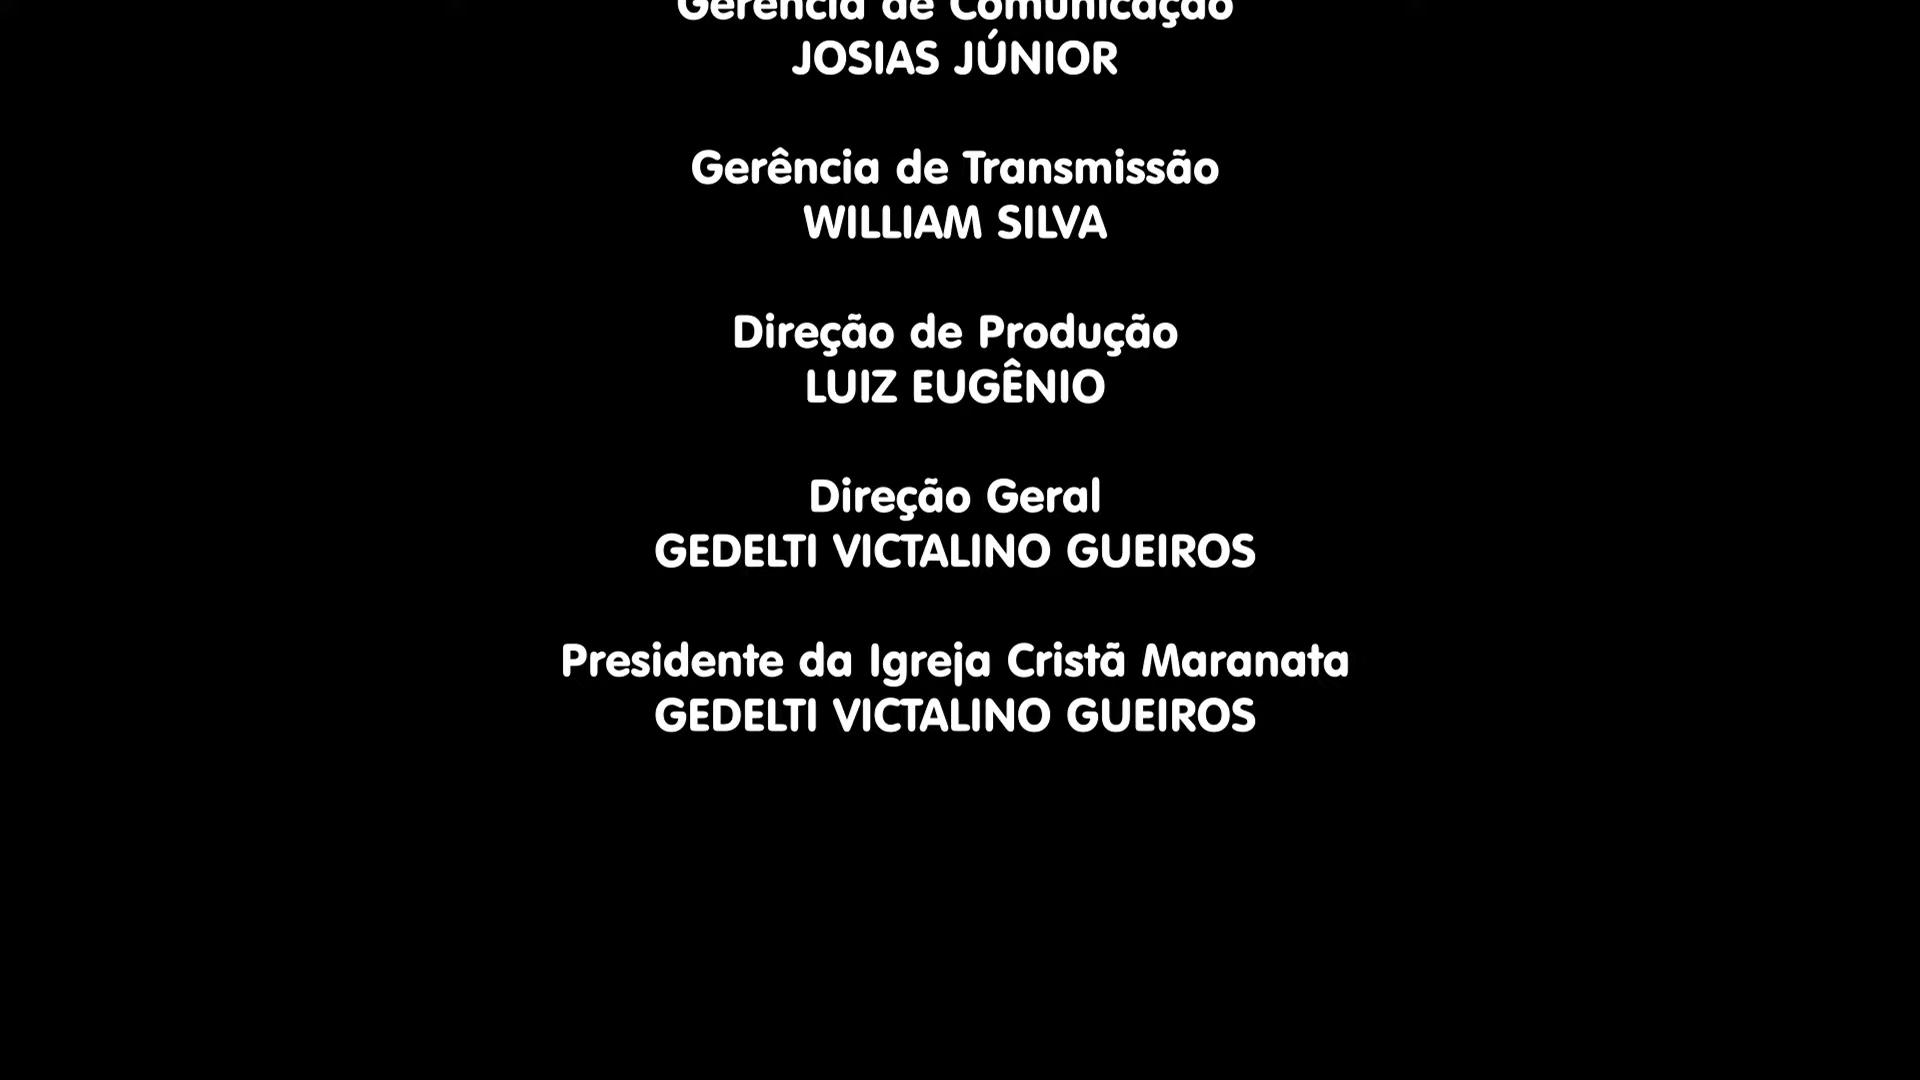 Gerência de Comunicação
JOSIAS JÚNIOR
Gerência de Transmissão
WILLIAM SILVA
Direção de Produção
LUIZ EUGÊNIO
Direção Geral
GEDELTI VICTALINO GUEIROS
Presidente da Igreja Cristã Maranata
GEDELTI VICTALINO GUEIROS